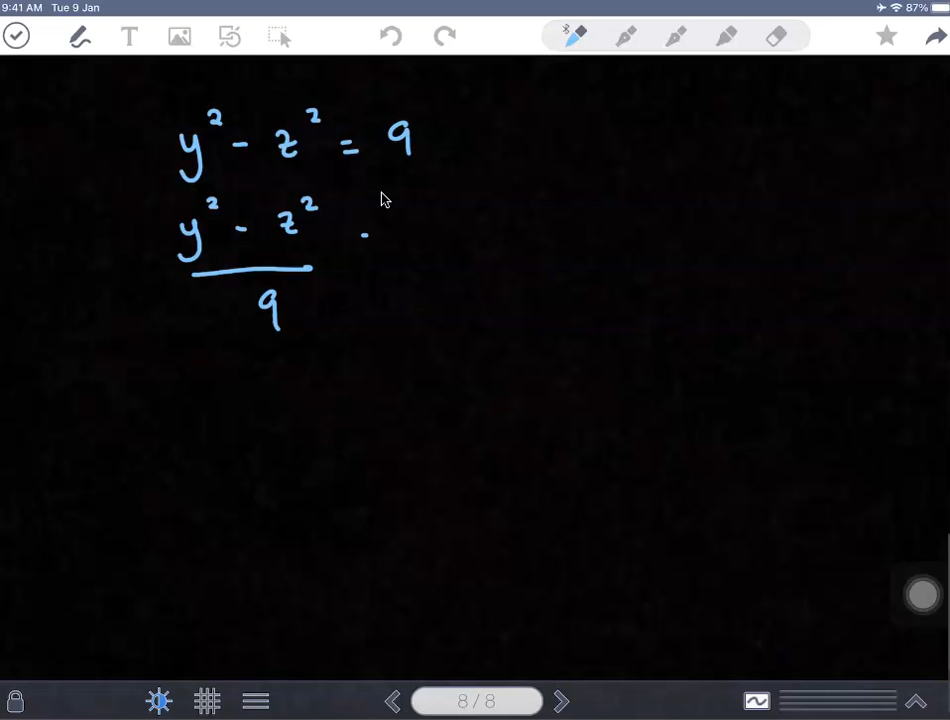 9:41 AM Tue 9 Jan 87%
T
y² - z² = 9
y² - z² -
9
8/8